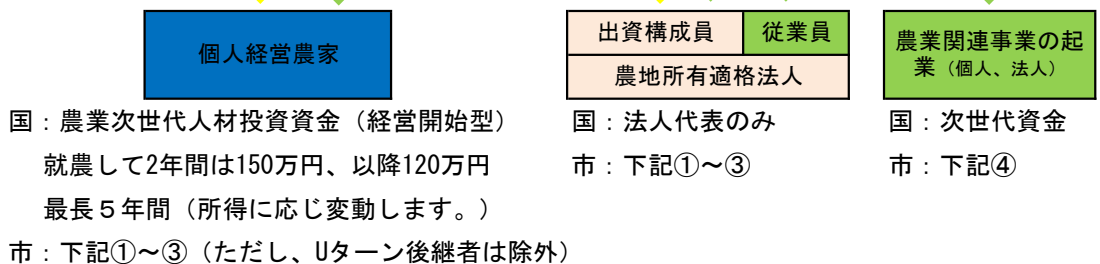 個人経営農家
国：農業次世代人材投資資金（経営開始型）
就農して2年間は150万円、以降120万円
最長５年間（所得に応じ変動します。）
市：下記①～③（ただし、Uターン後継者は除外）
出資構成員
従業員
農地所有適格法人
国：法人代表のみ
市：下記①～③
農業関連事業の起
業（個人、法人）
国：次世代資金
市：下記④